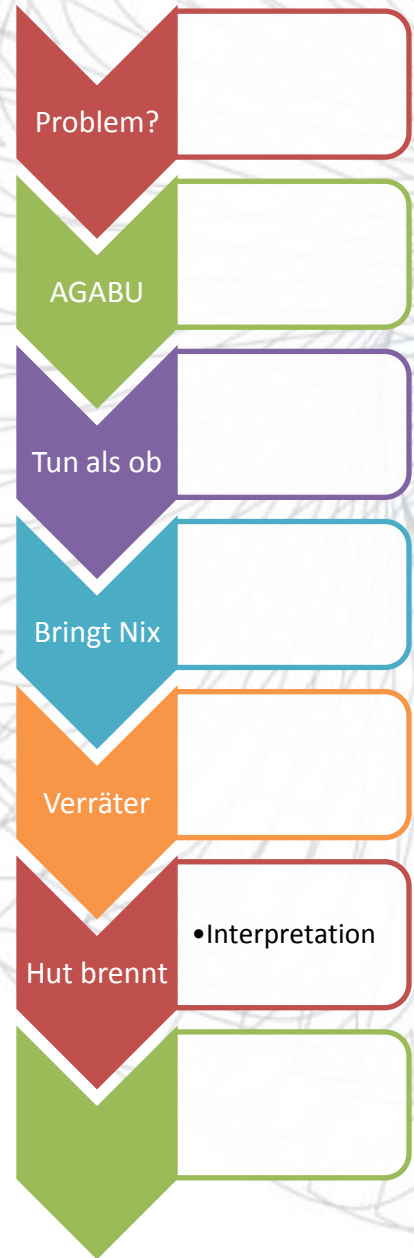 Problem?
AGABU
Tun als ob
Bringt Nix
Verräter
Hut brennt
•Interpretation